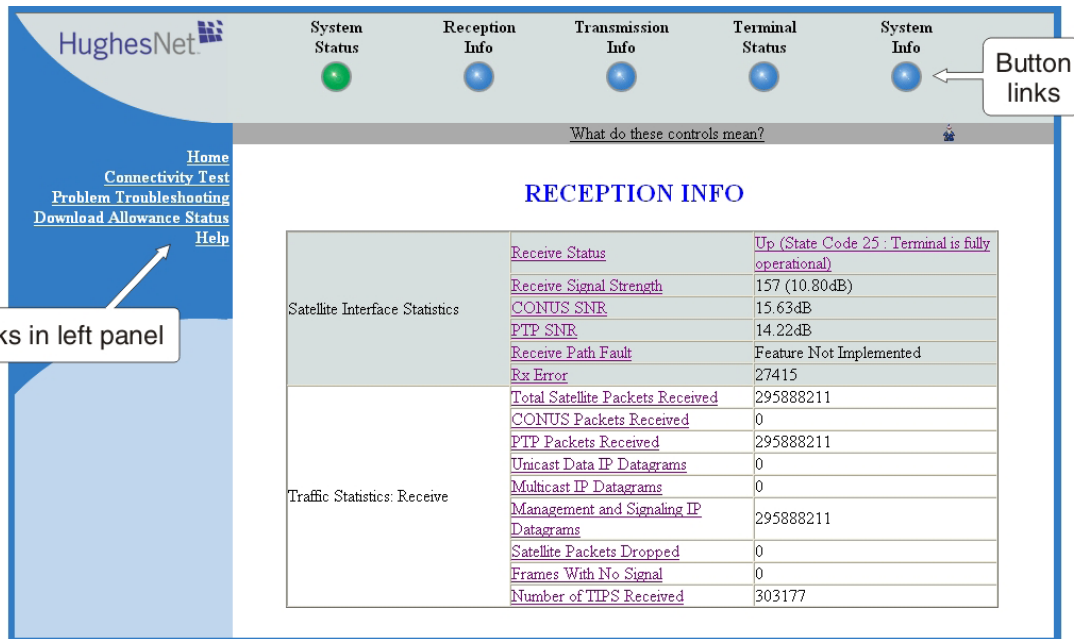 HughesNet
System
Status
Reception
Info
Transmission
Info
Terminal
Status
System
Info
Button
links
What do these controls mean?
Home
Connectivity Test
Problem Troubleshooting
Download Allowance Status
Help
ks in left panel
RECEPTION INFO
Satellite Interface Statistics
Receive Status
Up (State Code 25 : Terminal is fully
operational)
Receive Signal Strength
157 (10.80dB)
CONUS SNR
15.63dB
PTP SNR
14.22dB
Receive Path Fault
Feature Not Implemented
Rx Error
27415
Traffic Statistics: Receive
Total Satellite Packets Received
295888211
CONUS Packets Received
0
PTP Packets Received
295888211
Unicast Data IP Datagrams
0
Multicast IP Datagrams
0
Management and Signaling IP
Datagrams
295888211
Satellite Packets Dropped
0
Frames With No Signal
0
Number of TIPS Received
303177